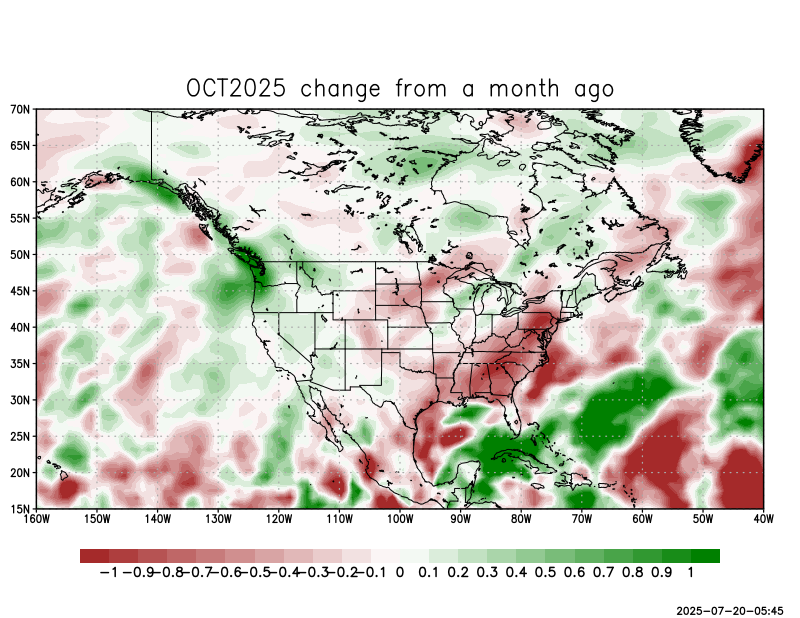 OCT2025 change from a month ago
70N
65N
60N
55N
50N
45N
40N
35N
30N
25N
20N
15N
160W 150W 140W 130W 120W 110W 100W 90W 80W 70W 60W 50W 40W
−1 −0.9 −0.8 −0.7 −0.6 −0.5 −0.4 −0.3 −0.2 −0.1 0 0.1 0.2 0.3 0.4 0.5 0.6 0.7 0.8 0.9 1
2025-07-20-05:45